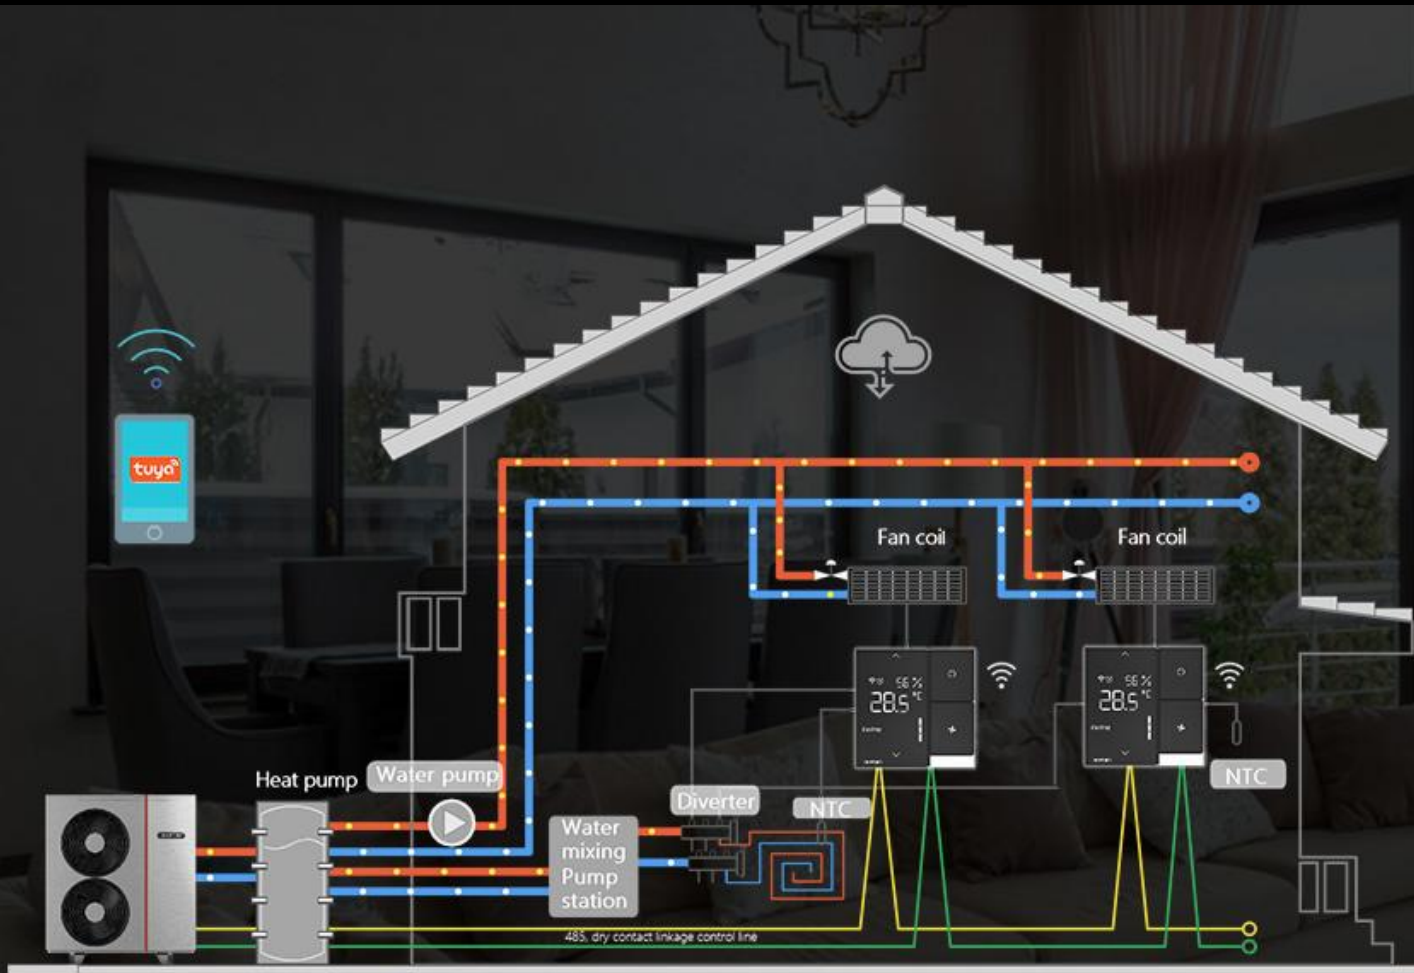 tuya
Fan coil
Fan coil
56 %
28.5 °C
56 %
28.5 °C
Heat pump
Water pump
Diverter
NTC
NTC
Water
mixing
Pump
station
485, dry contact linkage control line